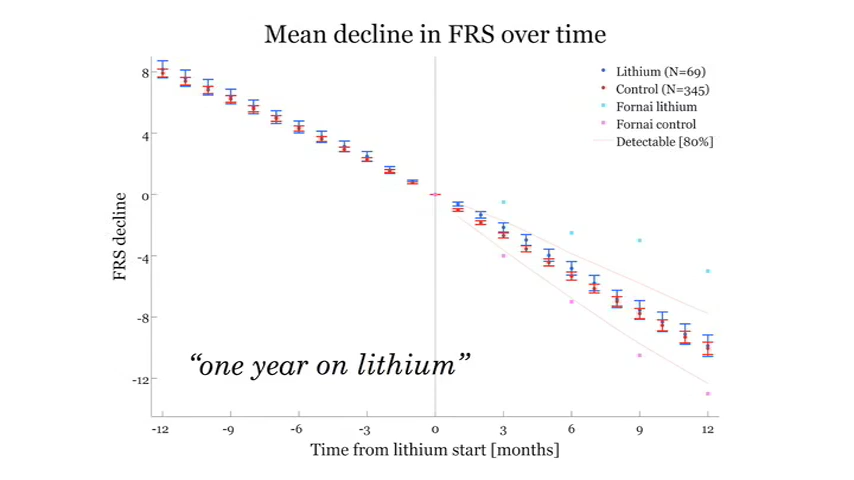 Mean decline in FRS over time
Lithium (N=69)
Control (N=345)
Fornai lithium
Fornai control
Detectable [80%]
8
4
0
-4
-8
-12
FRS decline
“one year on lithium”
-12 -9 -6 -3 0 3 6 9 12
Time from lithium start [months]